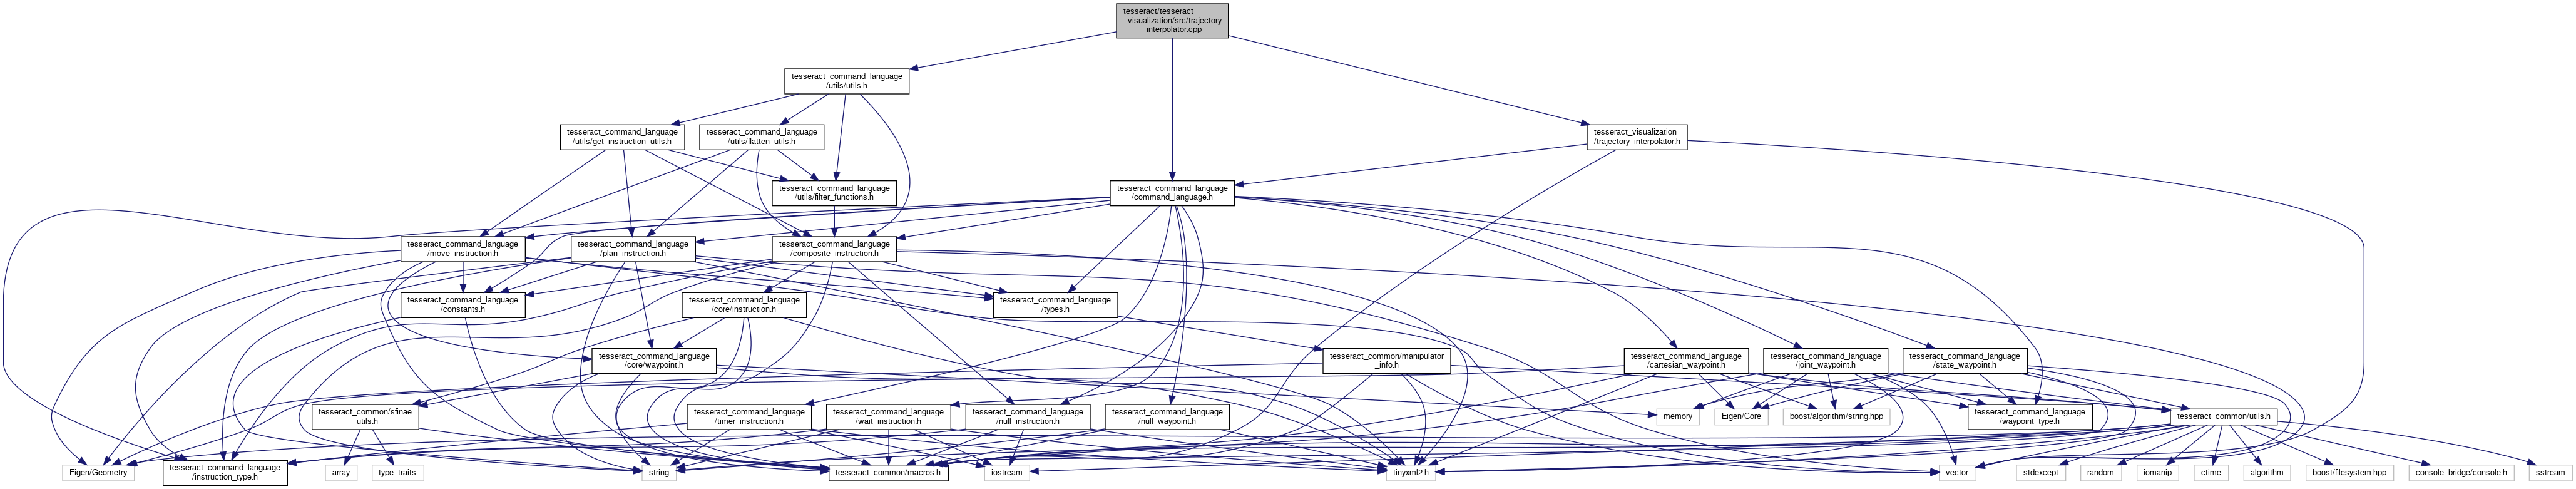 tesseract/tesseract
_visualization/src/trajectory
_interpolator.cpp
tesseract_command_language
/utils/utils.h
tesseract_command_language
/utils/get_instruction_utils.h
tesseract_command_language
/utils/flatten_utils.h
tesseract_visualization
/trajectory_interpolator.h
tesseract_command_language
/utils/filter_functions.h
tesseract_command_language
/command_language.h
tesseract_command_language
/move_instruction.h
tesseract_command_language
/plan_instruction.h
tesseract_command_language
/composite_instruction.h
tesseract_command_language
/constants.h
tesseract_command_language
/core/instruction.h
tesseract_command_language
/types.h
tesseract_command_language
/core/waypoint.h
tesseract_common/manipulator
_info.h
tesseract_command_language
/cartesian_waypoint.h
tesseract_command_language
/joint_waypoint.h
tesseract_command_language
/state_waypoint.h
tesseract_common/sfinae
_utils.h
tesseract_command_language
/timer_instruction.h
tesseract_command_language
/wait_instruction.h
tesseract_command_language
/null_instruction.h
tesseract_command_language
/null_waypoint.h
memory
Eigen/Core
boost/algorithm/string.hpp
tesseract_command_language
/waypoint_type.h
tesseract_common/utils.h
Eigen/Geometry
tesseract_command_language
/instruction_type.h
array
type_traits
string
tesseract_common/macros.h
iostream
tinyxml2.h
vector
stdexcept
random
iomanip
ctime
algorithm
boost/filesystem.hpp
console_bridge/console.h
sstream